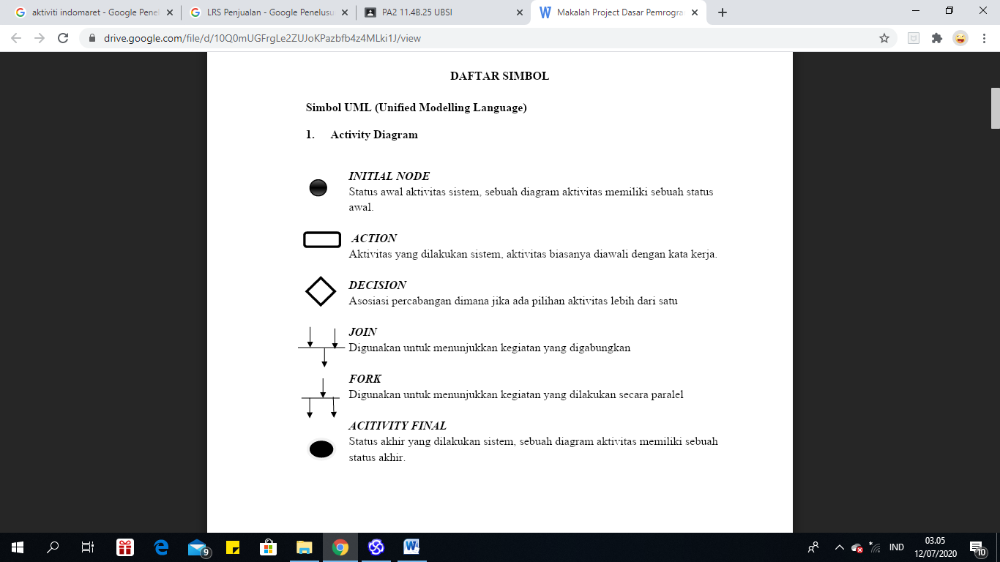 aktiviti indomaret - Google Penel
LRS Penjualan - Google Penelusu
PA2 11.4B.25 UBSI
Makalah Project Dasar Pemrogra
drive.google.com/file/d/10Q0mUGFrgLe2ZUJoKPazbfb4z4MLki1J/view
DAFTAR SIMBOL
Simbol UML (Unified Modelling Language)
1. Activity Diagram
INITIAL NODE
Status awal aktivitas sistem, sebuah diagram aktivitas memiliki sebuah status
awal.
ACTION
Aktivitas yang dilakukan sistem, aktivitas biasanya diawali dengan kata kerja.
DECISION
Asosiasi percabangan dimana jika ada pilihan aktivitas lebih dari satu
JOIN
Digunakan untuk menunjukkan kegiatan yang digabungkan
FORK
Digunakan untuk menunjukkan kegiatan yang dilakukan secara paralel
ACITIVITY FINAL
Status akhir yang dilakukan sistem, sebuah diagram aktivitas memiliki sebuah
status akhir.
9
IND
03.05
12/07/2020
10